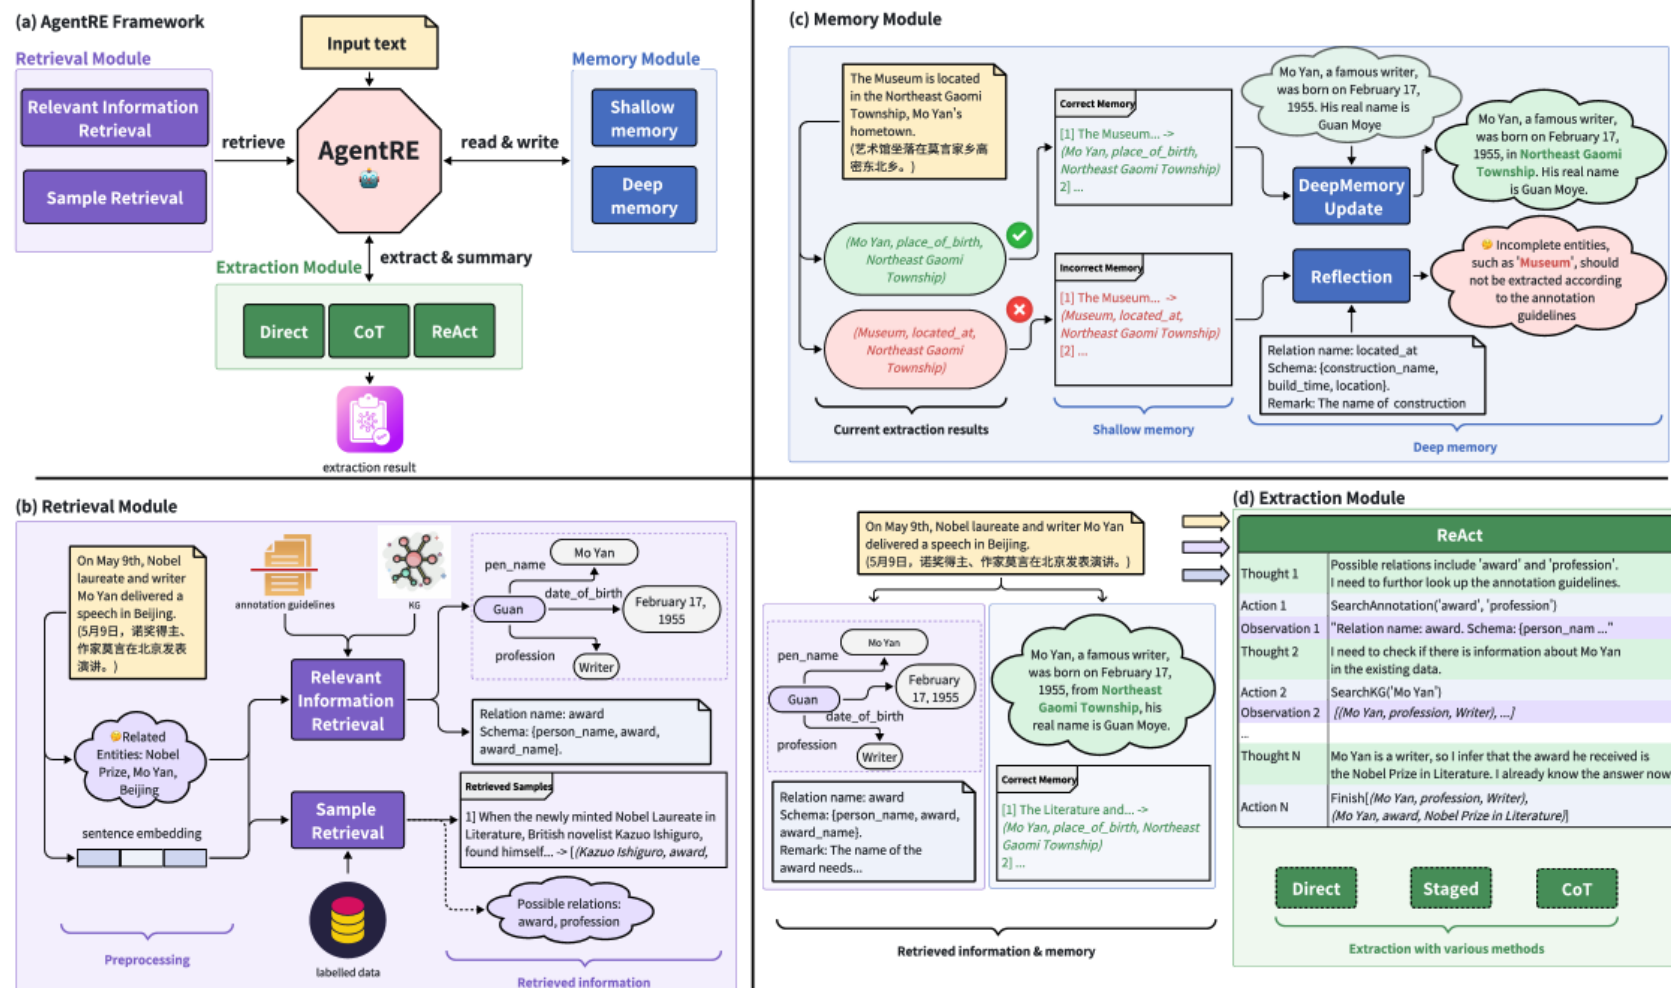 (a) AgentRE Framework
Input text
Retrieval Module
Relevant Information
Retrieval
Sample Retrieval
retrieve
AgentRE
read & write
Memory Module
Shallow
memory
Deep
memory
extract & summary
Extraction Module
Direct
CoT
ReAct
extraction result
(c) Memory Module
The Museum is located
in the Northeast Gaomi
Township, Mo Yan's
hometown.
(艺术馆坐落在莫言家乡高
密东北乡。)
(Mo Yan, place_of_birth,
Northeast Gaomi
Township)
(Museum, located_at,
Northeast Gaomi
Township)
Current extraction results
Correct Memory
[1] The Museum... ->
(Mo Yan, place_of_birth,
Northeast Gaomi Township)
2] ...
Incorrect Memory
[1] The Museum... ->
(Museum, located_at,
Northeast Gaomi Township)
[2] ...
Shallow memory
Mo Yan, a famous writer,
was born on February 17,
1955. His real name is
Guan Moye
DeepMemory
Update
Mo Yan, a famous writer,
was born on February 17,
1955, in Northeast Gaomi
Township. His real name
is Guan Moye.
Reflection
Incomplete entities,
such as 'Museum', should
not be extracted according
to the annotation
guidelines
Relation name: located_at
Schema: {construction_name,
build_time, location}.
Remark: The name of construction
Deep memory
(b) Retrieval Module
On May 9th, Nobel
laureate and writer
Mo Yan delivered a
speech in Beijing.
(5月9日，诺奖得主、
作家莫言在北京发表
演讲。)
Related
Entities: Nobel
Prize, Mo Yan,
Beijing
sentence embedding
Preprocessing
annotation guidelines
KG
Relevant
Information
Retrieval
Sample
Retrieval
labelled data
Mo Yan
pen_name
date_of_birth
Guan
February 17,
1955
profession
Writer
Relation name: award
Schema: {person_name, award,
award_name}.
Retrieved Samples
1] When the newly minted Nobel Laureate in
Literature, British novelist Kazuo Ishiguro,
found himself... -> [(Kazuo Ishiguro, award,
Possible relations:
award, profession
Retrieved information
On May 9th, Nobel laureate and writer Mo Yan
delivered a speech in Beijing.
(5月9日，诺奖得主、作家莫言在北京发表演讲。)
Mo Yan
pen_name
February
17, 1955
Guan
date_of_birth
profession
Writer
Relation name: award
Schema: {person_name, award,
award_name}.
Remark: The name of the
award needs...
Mo Yan, a famous writer,
was born on February 17,
1955, from Northeast
Gaomi Township, his
real name is Guan Moye.
Correct Memory
[1] The Literature and... ->
(Mo Yan, place_of_birth, Northeast
Gaomi Township)
2] ...
Retrieved information & memory
(d) Extraction Module
ReAct
Thought 1
Possible relations include 'award' and 'profession'.
I need to furthor look up the annotation guidelines.
Action 1
SearchAnnotation('award', 'profession')
Observation 1
"Relation name: award. Schema: {person_nam ..."
Thought 2
I need to check if there is information about Mo Yan
in the existing data.
Action 2
SearchKG('Mo Yan')
Observation 2
[(Mo Yan, profession, Writer), ...]
...
Thought N
Mo Yan is a writer, so I infer that the award he received is
the Nobel Prize in Literature. I already know the answer now
Action N
Finish[(Mo Yan, profession, Writer),
(Mo Yan, award, Nobel Prize in Literature)]
Direct
Staged
CoT
Extraction with various methods